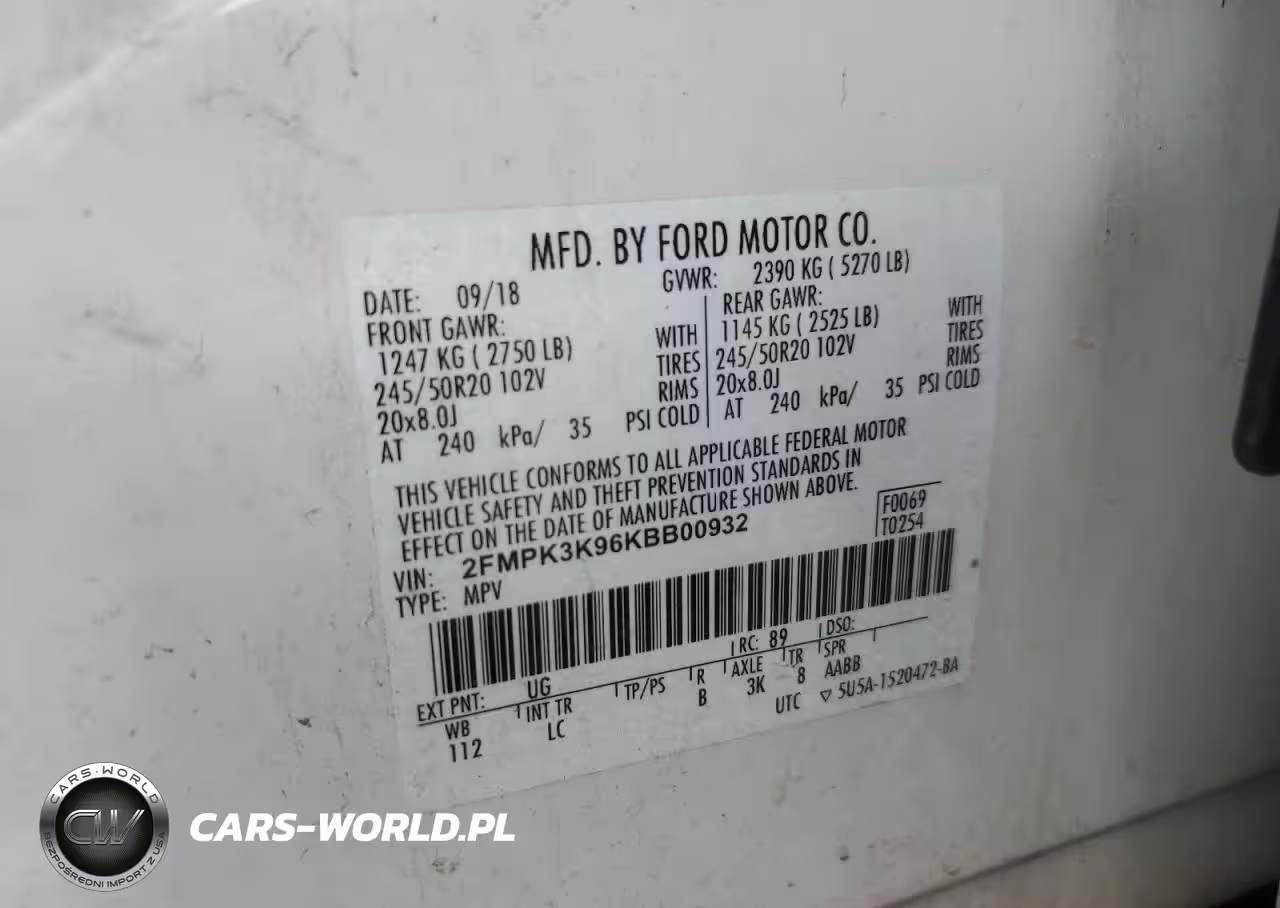 MFD. BY FORD MOTOR CO.
DATE: 09/18 GVWR: 2390 KG ( 5270 LB)
FRONT GAWR: REAR GAWR:
1247 KG ( 2750 LB) WITH 1145 KG ( 2525 LB) WITH
245/50R20 102V TIRES 245/50R20 102V TIRES
20x8.0J RIMS 20x8.0J RIMS
AT 240 kPa/ 35 PSI COLD AT 240 kPa/ 35 PSI COLD
THIS VEHICLE CONFORMS TO ALL APPLICABLE FEDERAL MOTOR
VEHICLE SAFETY AND THEFT PREVENTION STANDARDS IN
EFFECT ON THE DATE OF MANUFACTURE SHOWN ABOVE.
F0069
T0254
VIN: 2FMPK3K96KBB00932
TYPE: MPV
EXT PNT: UG RC: 89 DSO:
WB INT TR TP/PS R AXLE TR SPR
112 LC B 3K 8 AABB
UTC ▽ 5U5A-1520472-BA
CARS-WORLD
CW
BEZPOŚREDNI IMPORT Z USA
CARS-WORLD.PL